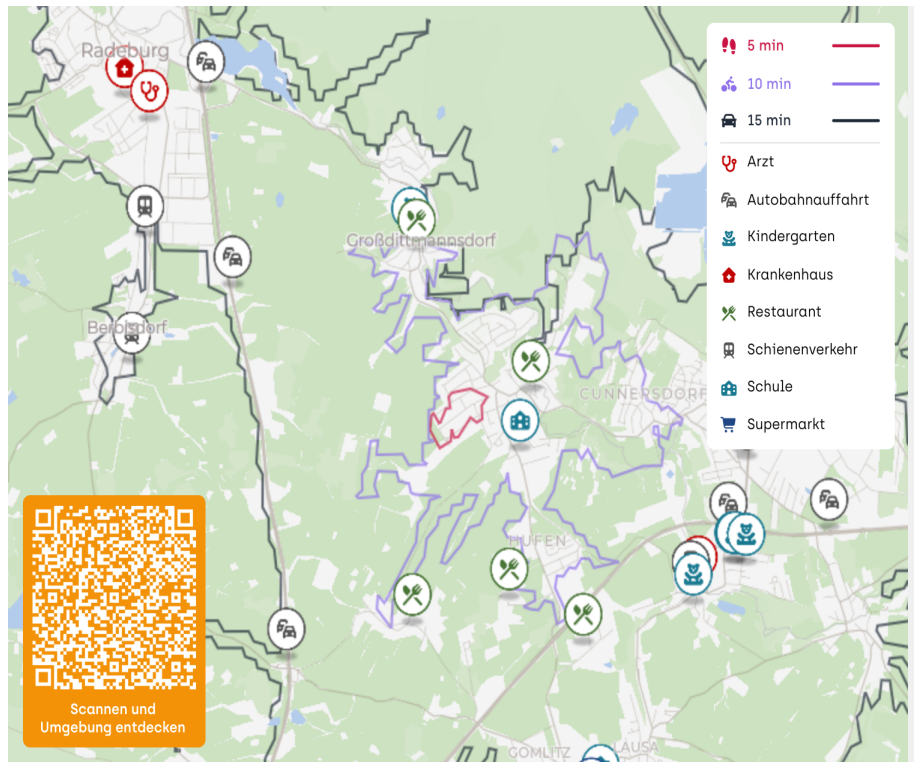 Radeburg
Großdittmannsdorf
Berbisdorf
CUNNERSDORF
HUFEN
GOMLITZ
LAUSA
5 min
10 min
15 min
Arzt
Autobahnauffahrt
Kindergarten
Krankenhaus
Restaurant
Schienenverkehr
Schule
Supermarkt
Scannen und
Umgebung entdecken